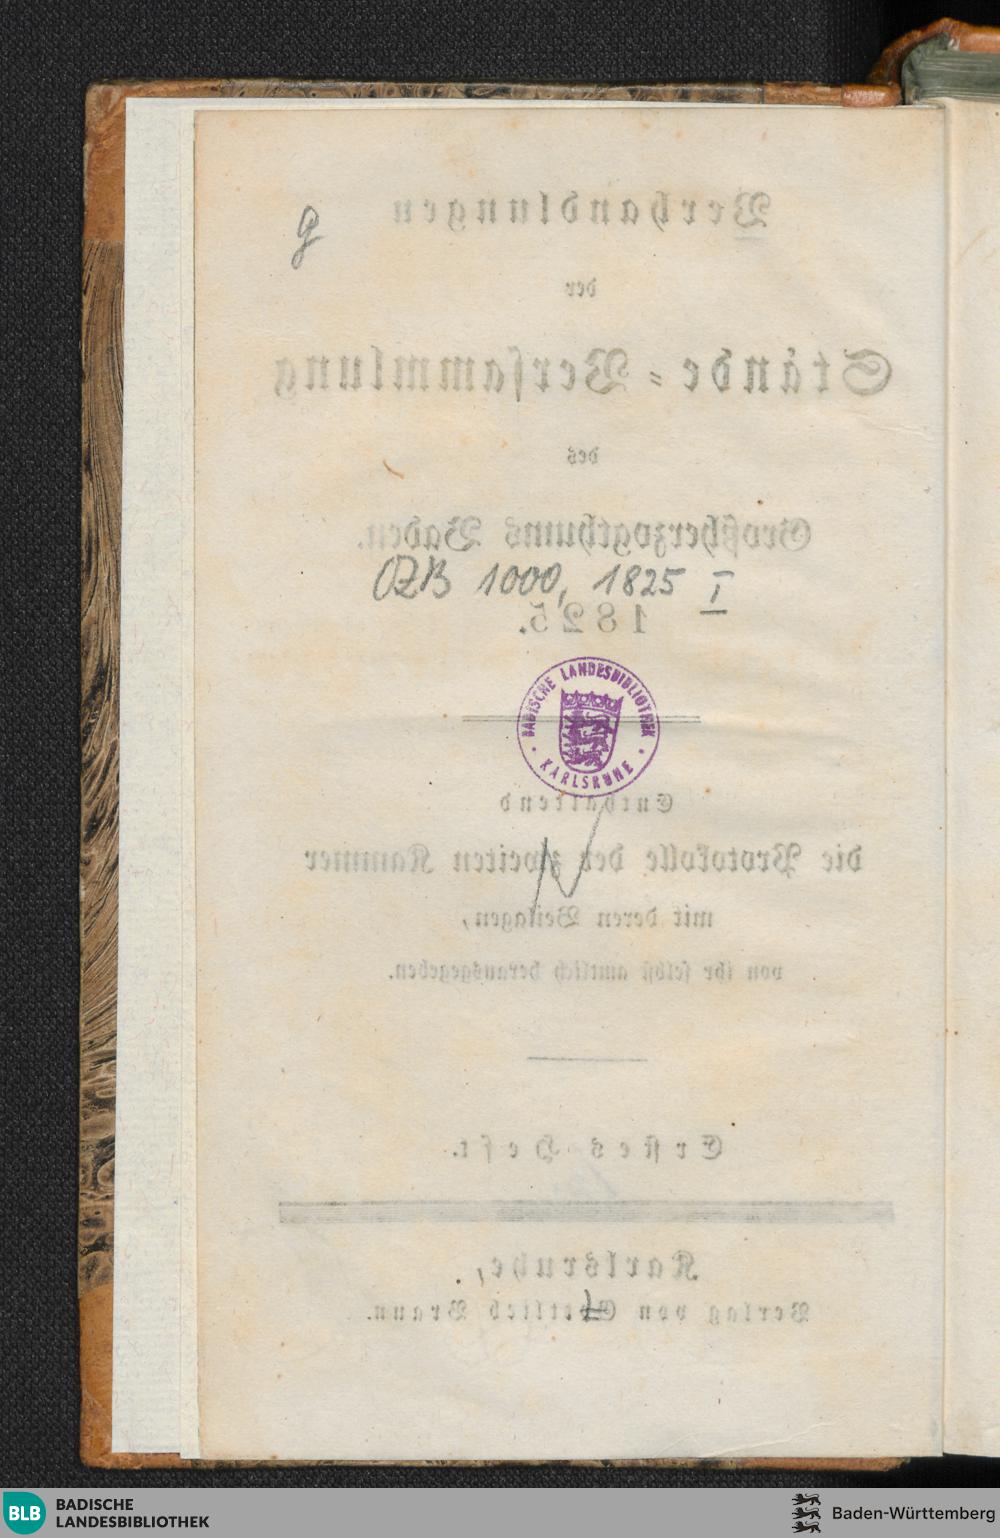 Verhandlungen
g
der
Stände-Versammlung
des
Großherzogthums Baden.
OZB 1000, 1825 I
1825.
BADISCHE LANDESBIBLIOTHEK
KARLSRUHE
Enthaltend
die Protokolle der zweiten Kammer
mit deren Beilagen,
von ihr selbst amtlich herausgegeben.
Erstes Heft.
Karlsruhe,
Verlag von Gottlieb Braun.
BLB
BADISCHE
LANDESBIBLIOTHEK
Baden-Württemberg